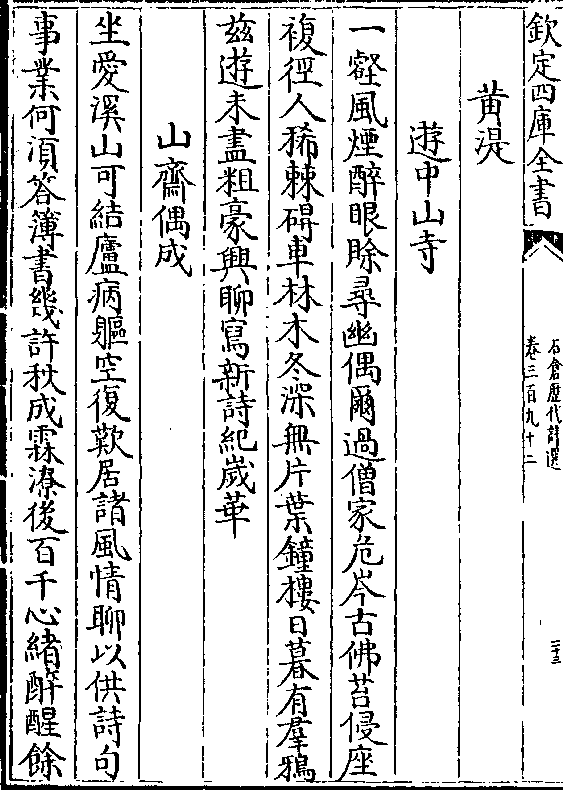 欽定四庫全書
石倉歷代詩選
卷三百九十二
三三
黃湜
遊中山寺
一壑風煙醉眼賒尋幽偶爾過僧家危岑古佛苔侵座
複徑人稀棘礙車林木冬深無片葉鐘樓日暮有羣鴉
茲遊未盡粗豪興聊寫新詩紀嵗華
山齋偶成
坐愛溪山可結廬病軀空復歎居諸風情聊以供詩句
事業何須答簿書幾許秋成霖潦後百千心緒醉醒餘